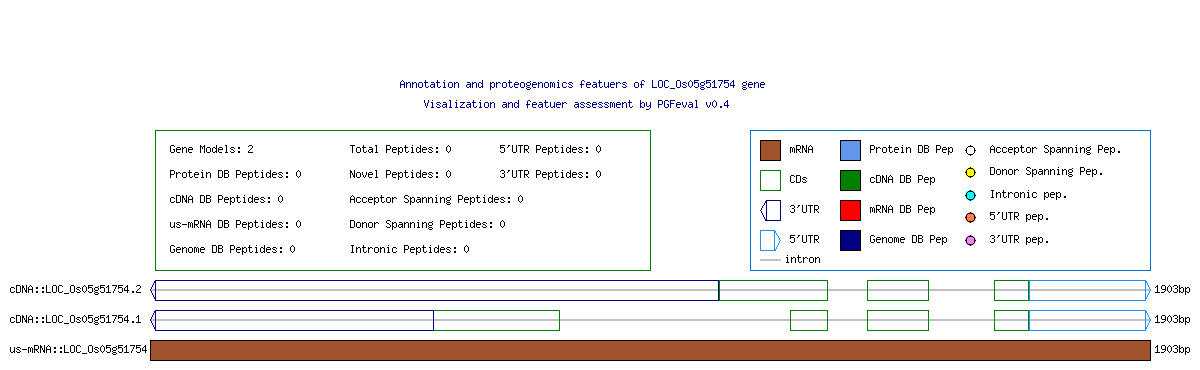 Annotation and proteogenomics featuers of LOC_Os05g51754 gene
Visalization and featuer assessment by PGFeval v0.4
Gene Models: 2 Total Peptides: 0 5'UTR Peptides: 0
Protein DB Peptides: 0 Novel Peptides: 0 3'UTR Peptides: 0
cDNA DB Peptides: 0 Acceptor Spanning Peptides: 0
us-mRNA DB Peptides: 0 Donor Spanning Peptides: 0
Genome DB Peptides: 0 Intronic Peptides: 0
mRNA Protein DB Pep Acceptor Spanning Pep.
CDs cDNA DB Pep Donor Spanning Pep.
3'UTR mRNA DB Pep Intronic pep.
5'UTR Genome DB Pep 5'UTR pep.
intron 3'UTR pep.
cDNA::LOC_Os05g51754.2 1903bp
cDNA::LOC_Os05g51754.1 1903bp
us-mRNA::LOC_Os05g51754 1903bp